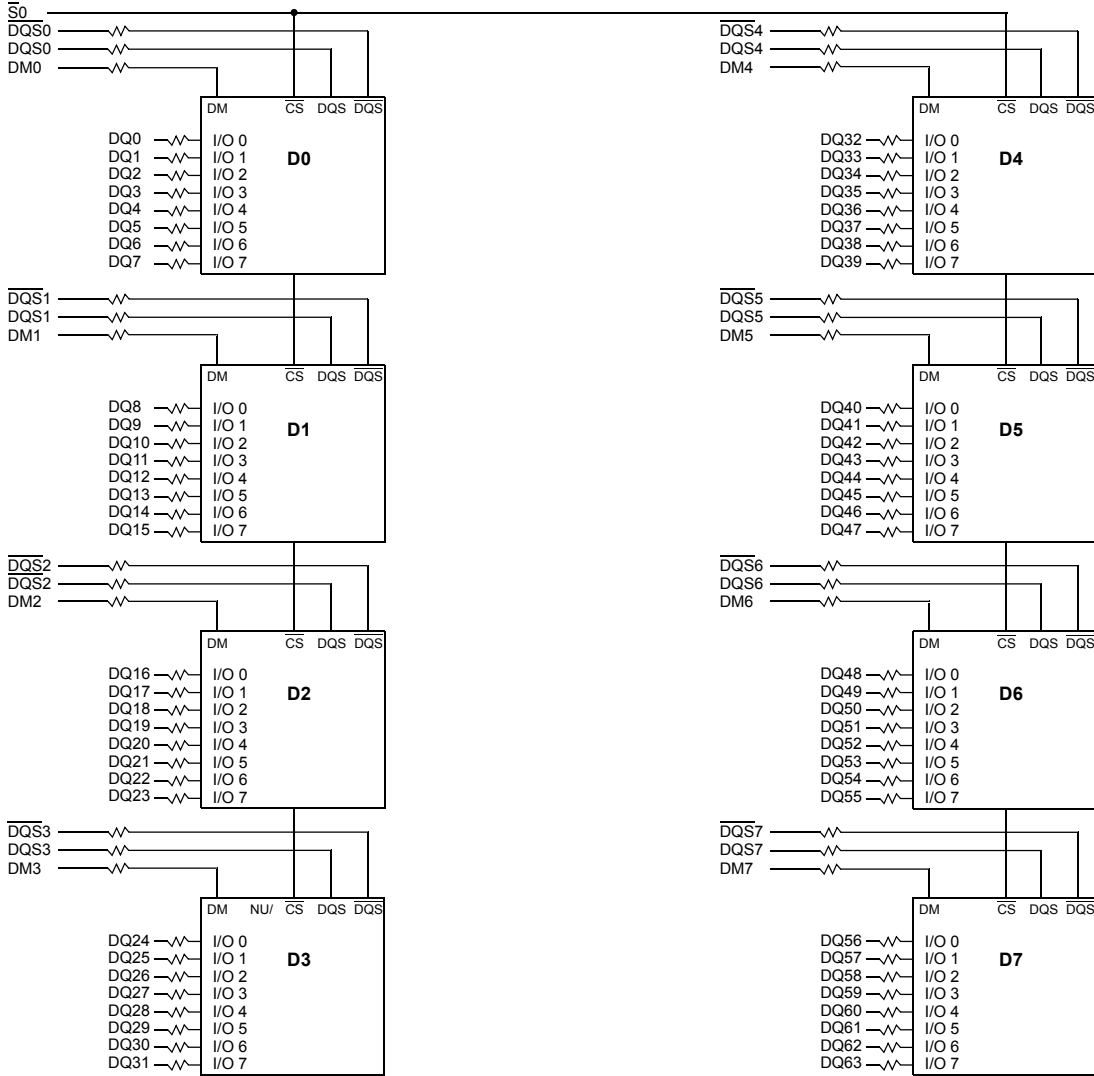 S0
DQS0
DQS0
DM0
DM CS DQS DQS
DQ0 I/O 0
DQ1 I/O 1
D0
DQ2 I/O 2
DQ3 I/O 3
DQ4 I/O 4
DQ5 I/O 5
DQ6 I/O 6
DQ7 I/O 7
DQS1
DQS1
DM1
DM CS DQS DQS
DQ8 I/O 0
DQ9 I/O 1
D1
DQ10 I/O 2
DQ11 I/O 3
DQ12 I/O 4
DQ13 I/O 5
DQ14 I/O 6
DQ15 I/O 7
DQS2
DQS2
DM2
DM CS DQS DQS
DQ16 I/O 0
DQ17 I/O 1
D2
DQ18 I/O 2
DQ19 I/O 3
DQ20 I/O 4
DQ21 I/O 5
DQ22 I/O 6
DQ23 I/O 7
DQS3
DQS3
DM3
DM NU/ CS DQS DQS
DQ24 I/O 0
DQ25 I/O 1
D3
DQ26 I/O 2
DQ27 I/O 3
DQ28 I/O 4
DQ29 I/O 5
DQ30 I/O 6
DQ31 I/O 7
DQS4
DQS4
DM4
DM CS DQS DQS
DQ32 I/O 0
DQ33 I/O 1
D4
DQ34 I/O 2
DQ35 I/O 3
DQ36 I/O 4
DQ37 I/O 5
DQ38 I/O 6
DQ39 I/O 7
DQS5
DQS5
DM5
DM CS DQS DQS
DQ40 I/O 0
DQ41 I/O 1
D5
DQ42 I/O 2
DQ43 I/O 3
DQ44 I/O 4
DQ45 I/O 5
DQ46 I/O 6
DQ47 I/O 7
DQS6
DQS6
DM6
DM CS DQS DQS
DQ48 I/O 0
DQ49 I/O 1
D6
DQ50 I/O 2
DQ51 I/O 3
DQ52 I/O 4
DQ53 I/O 5
DQ54 I/O 6
DQ55 I/O 7
DQS7
DQS7
DM7
DM CS DQS DQS
DQ56 I/O 0
DQ57 I/O 1
D7
DQ58 I/O 2
DQ59 I/O 3
DQ60 I/O 4
DQ61 I/O 5
DQ62 I/O 6
DQ63 I/O 7